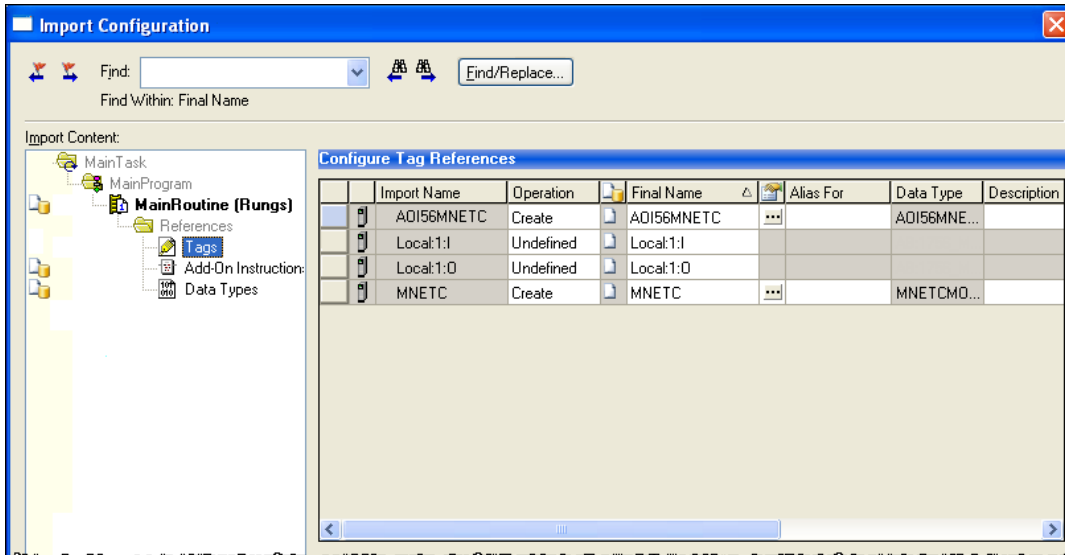 Import Configuration
Find:
Find/Replace...
Find Within: Final Name
Import Content:
MainTask
MainProgram
MainRoutine (Rungs)
References
Tags
Add-On Instruction:
Data Types
Configure Tag References
Import Name Operation Final Name Alias For Data Type Description
AOI56MNETC Create AOI56MNETC ... AOI56MNE...
Local:1:I Undefined Local:1:I
Local:1:O Undefined Local:1:O
MNETC Create MNETC ... MNETCMO...